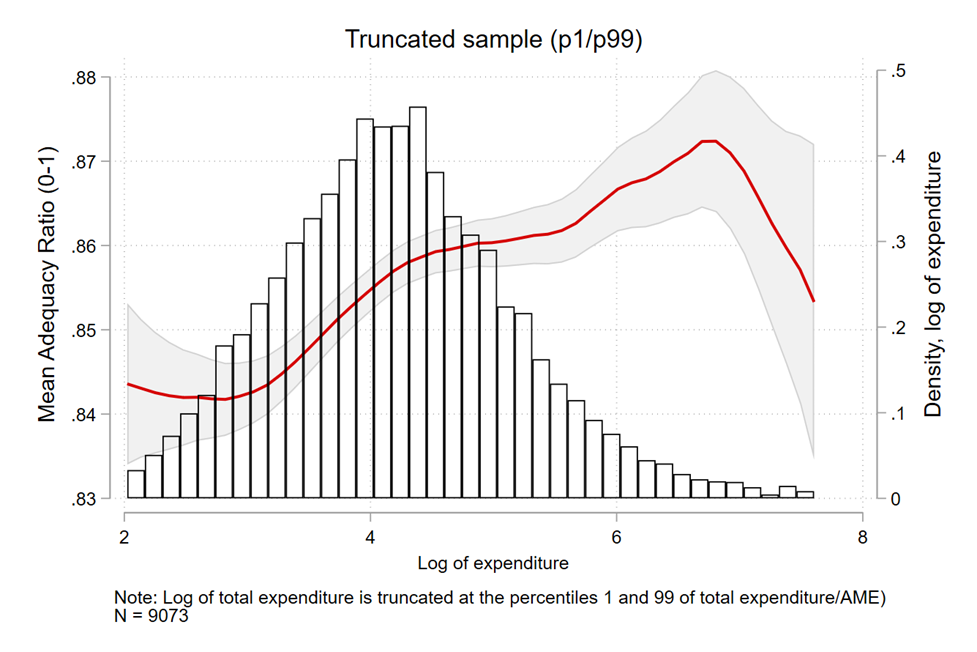 Truncated sample (p1/p99)
Mean Adequacy Ratio (0-1)
.88
.87
.86
.85
.84
.83
.5
.4
.3
.2
.1
0
Density, log of expenditure
2 4 6 8
Log of expenditure
Note: Log of total expenditure is truncated at the percentiles 1 and 99 of total expenditure/AME)
N = 9073